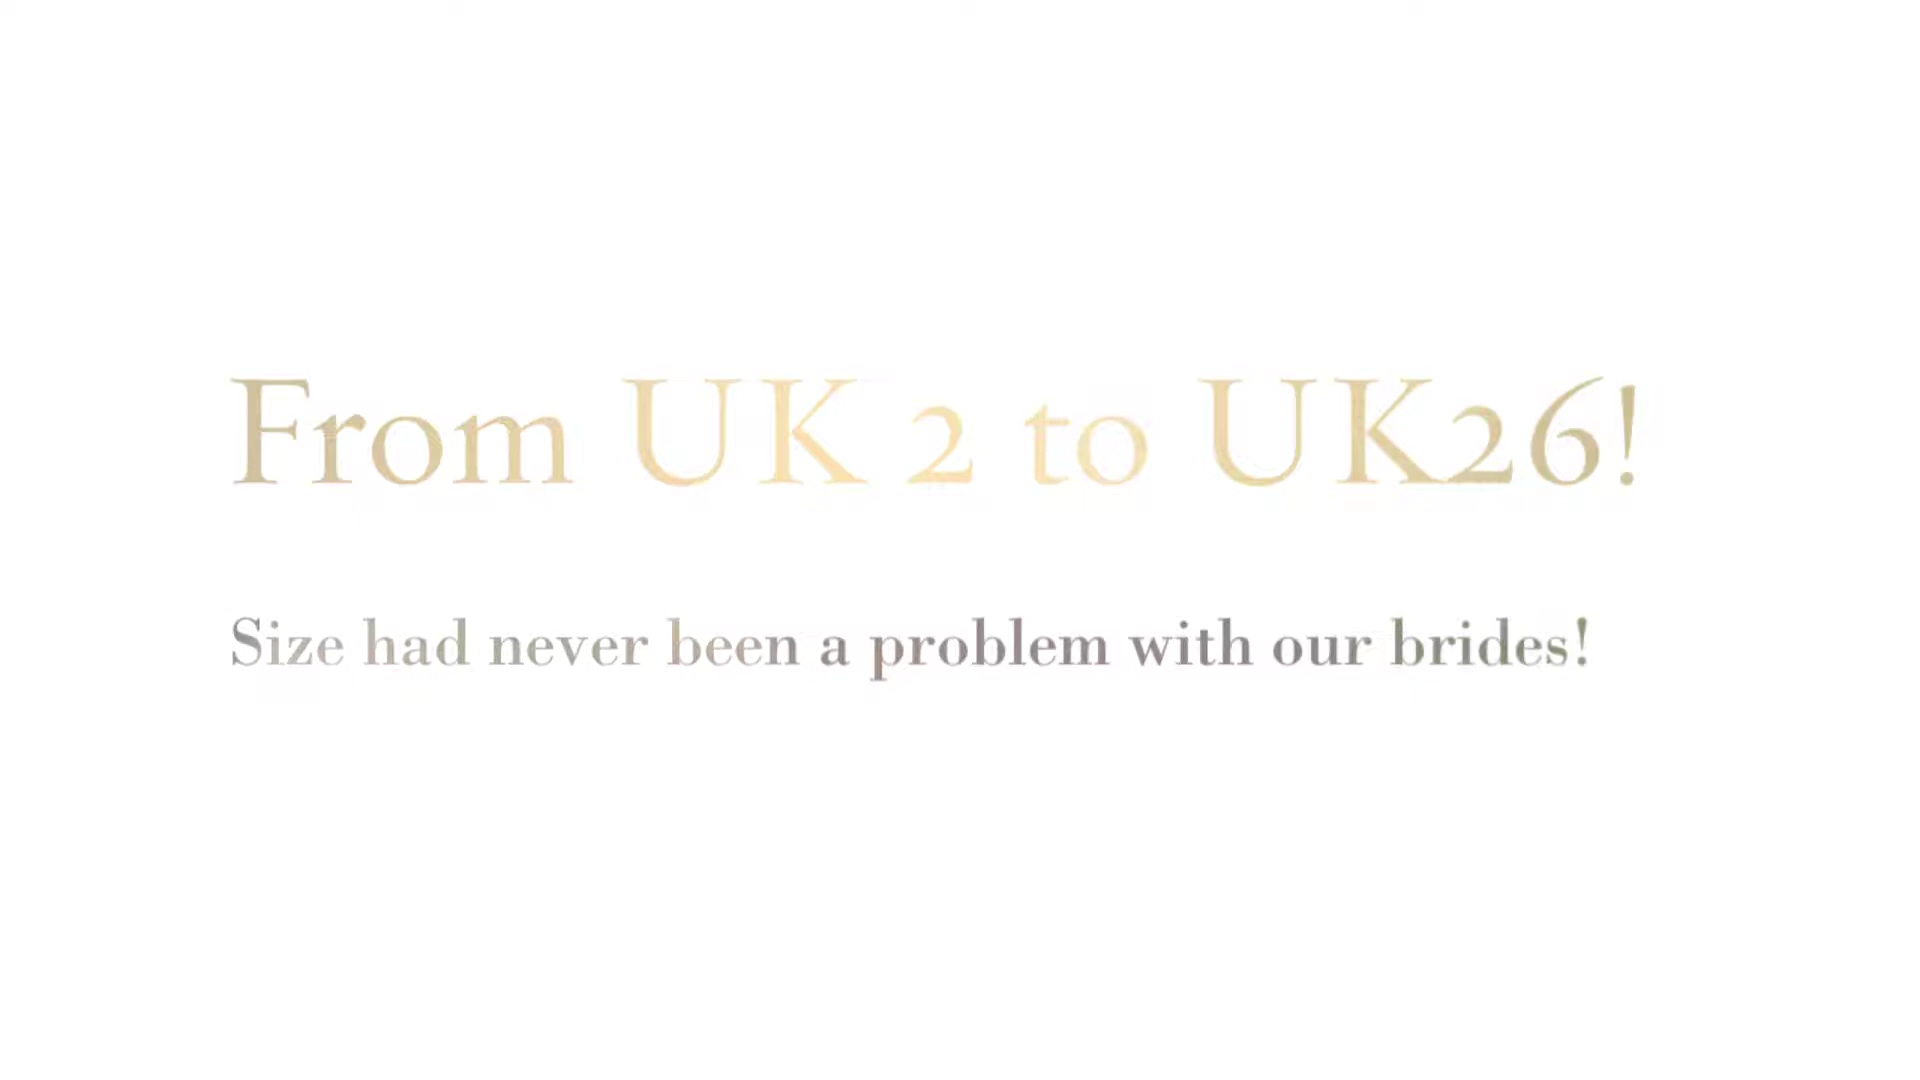 From UK 2 to UK26!
Size had never been a problem with our brides!